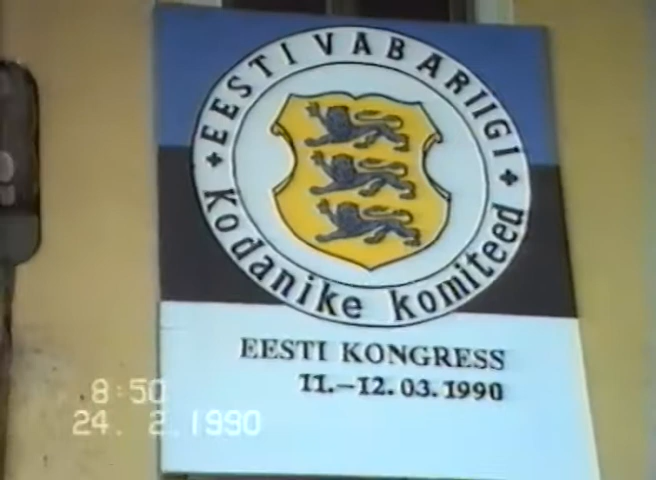 EESTI VABARIIGI
Kodanike komiteed
EESTI KONGRESS
11.–12.03.1990
8:50
24. 2. 1990